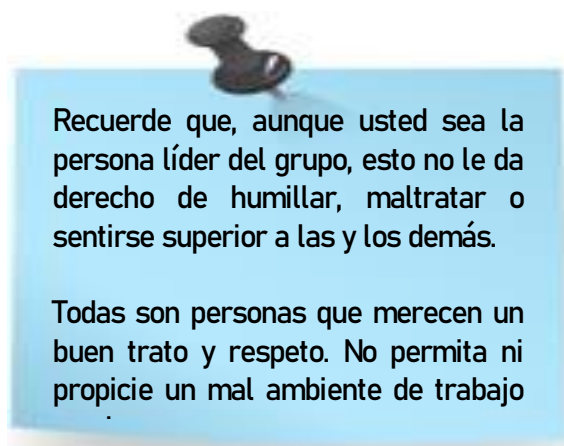 Recuerde que, aunque usted sea la
persona líder del grupo, esto no le da
derecho de humillar, maltratar o
sentirse superior a las y los demás.
Todas son personas que merecen un
buen trato y respeto. No permita ni
propicie un mal ambiente de trabajo